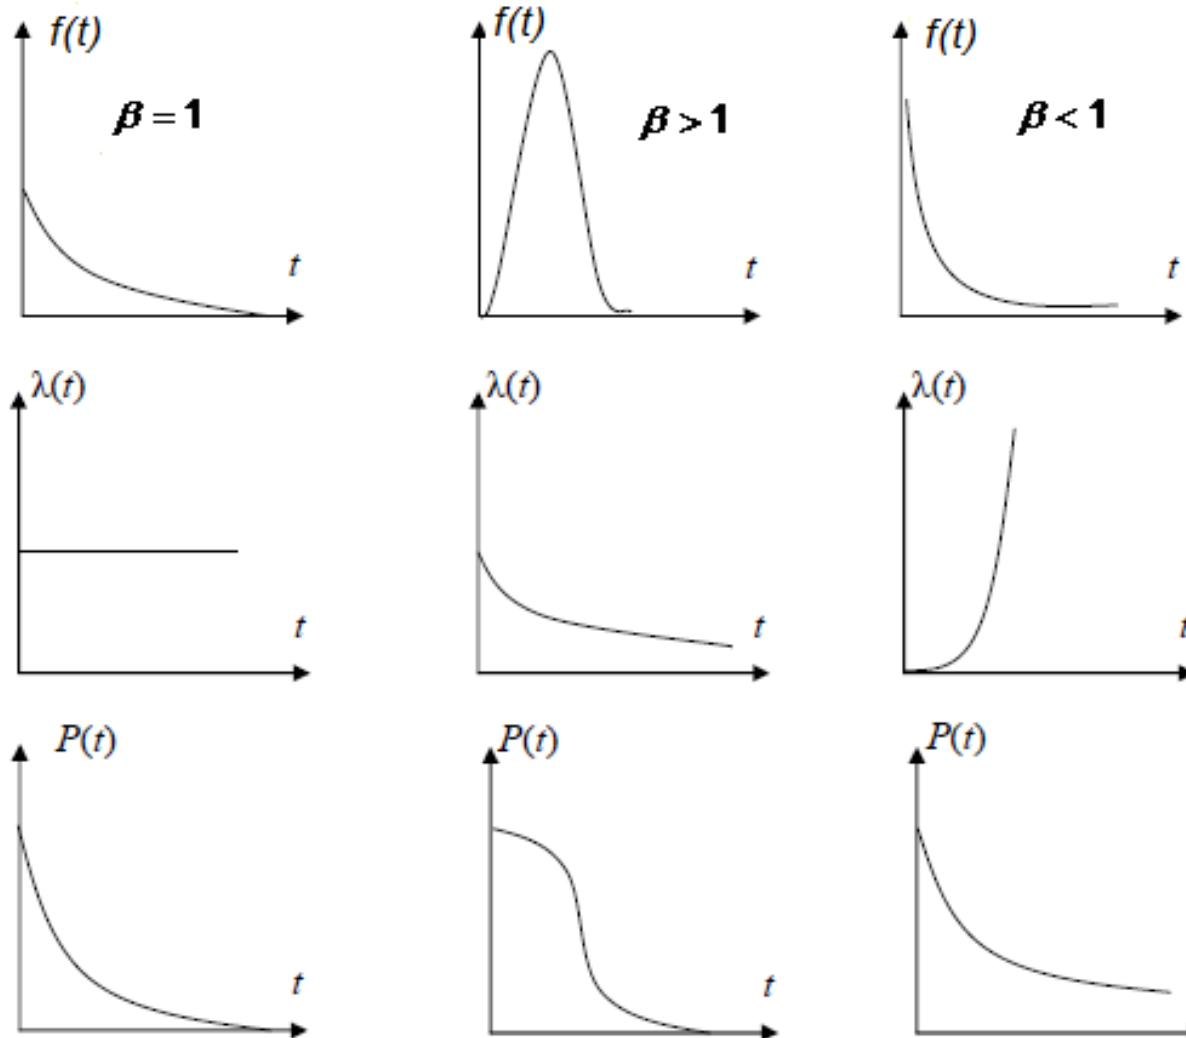 f(t) f(t) f(t)
β = 1 β > 1 β < 1
t t t
λ(t) λ(t) λ(t)
t t t
P(t) P(t) P(t)
t t